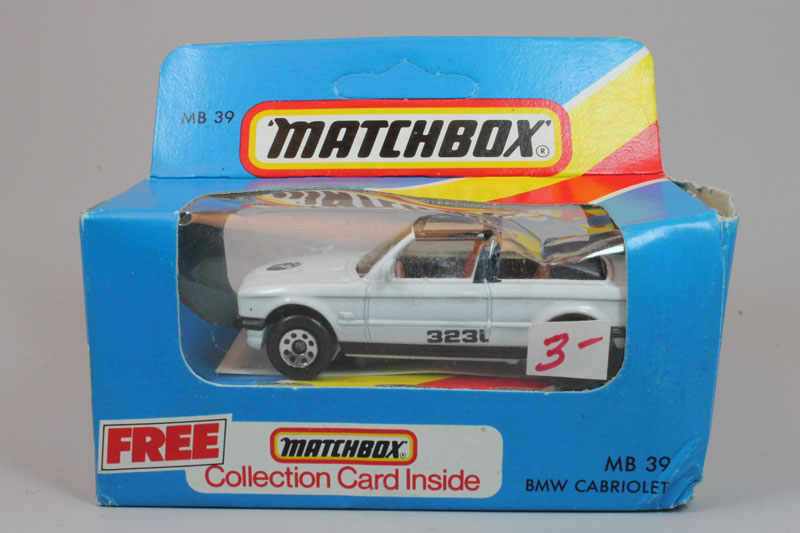 MB 39
"MATCHBOX" ®
323i
3-
FREE
"MATCHBOX" ®
Collection Card Inside
MB 39
BMW CABRIOLET